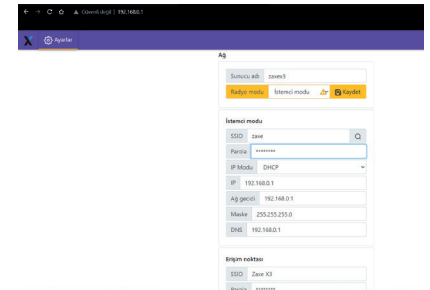 Güvenli değil | 192.168.0.1
X Ayarlar
Ağ
Sunucu adı zaxev3
Radyo modu İstemci modu Kaydet
İstemci modu
SSID zaxe
Parola ********
IP Modu DHCP
IP 192.168.0.1
Ağ geçidi 192.168.0.1
Maske 255.255.255.0
DNS 192.168.0.1
Erişim noktası
SSID Zaxe X3
Parola ********